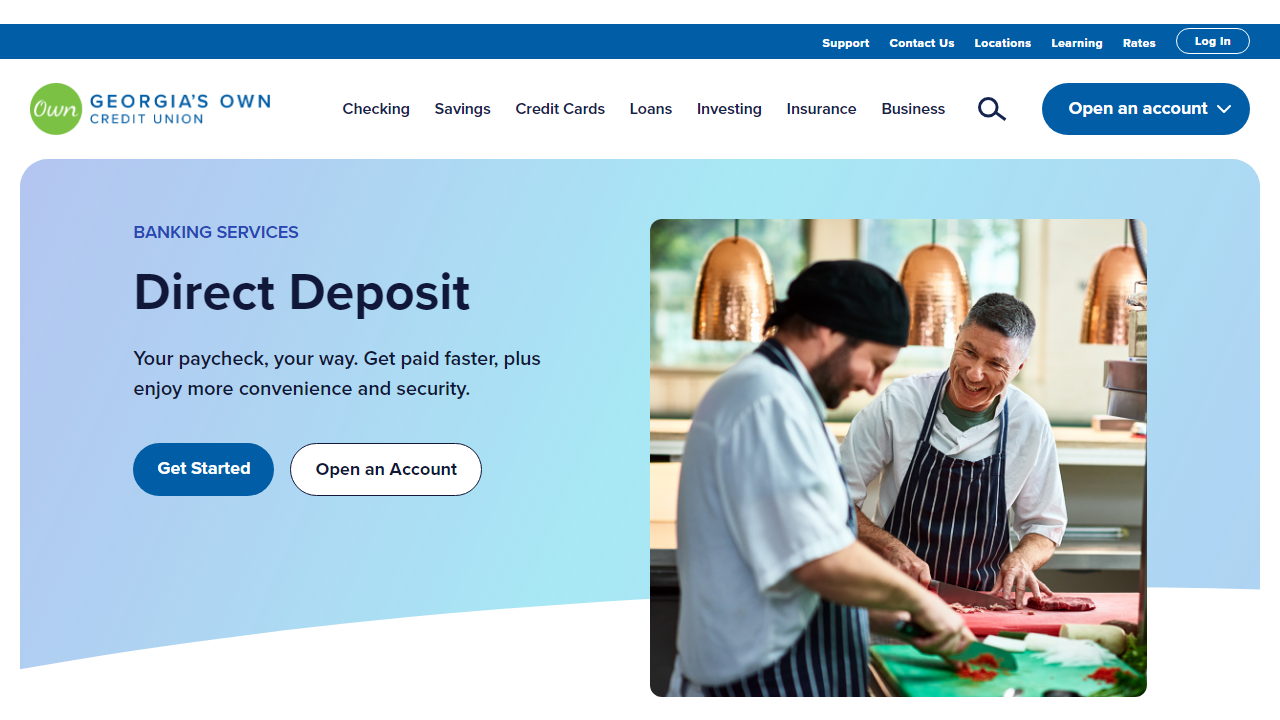 Support Contact Us Locations Learning Rates Log In
Own GEORGIA'S OWN
CREDIT UNION
Checking Savings Credit Cards Loans Investing Insurance Business Open an account
BANKING SERVICES
Direct Deposit
Your paycheck, your way. Get paid faster, plus
enjoy more convenience and security.
Get Started Open an Account